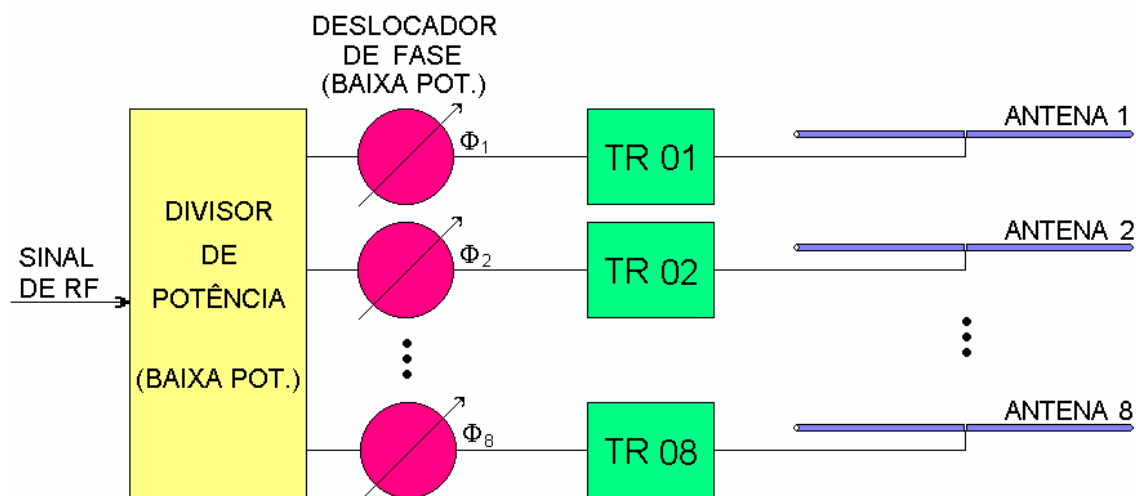 DESLOCADOR
DE FASE
(BAIXA POT.)
SINAL
DE RF
DIVISOR
DE
POTÊNCIA
(BAIXA POT.)
Φ1
TR 01
ANTENA 1
Φ2
TR 02
ANTENA 2
Φ8
TR 08
ANTENA 8